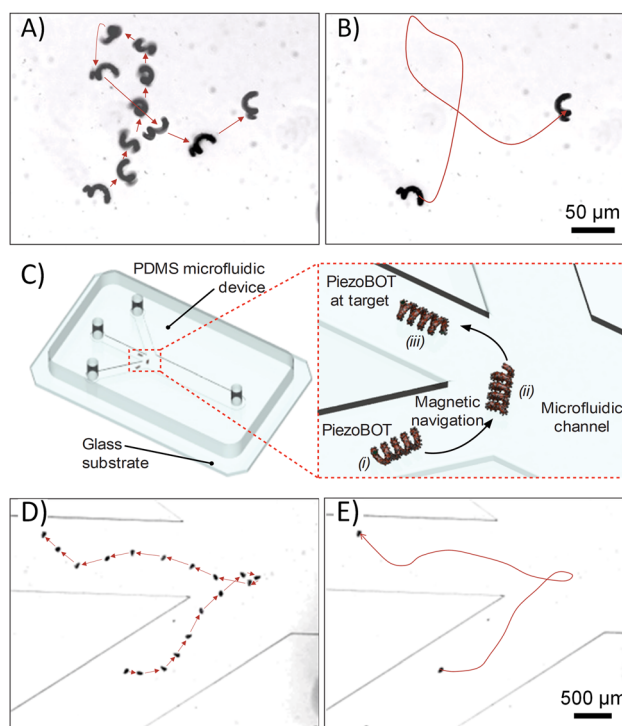 A)
B)
50 µm
C)
PDMS microfluidic
device
Glass
substrate
PiezoBOT
at target
(iii)
(ii)
Magnetic
navigation
Microfluidic
channel
PiezoBOT
(i)
D)
E)
500 µm